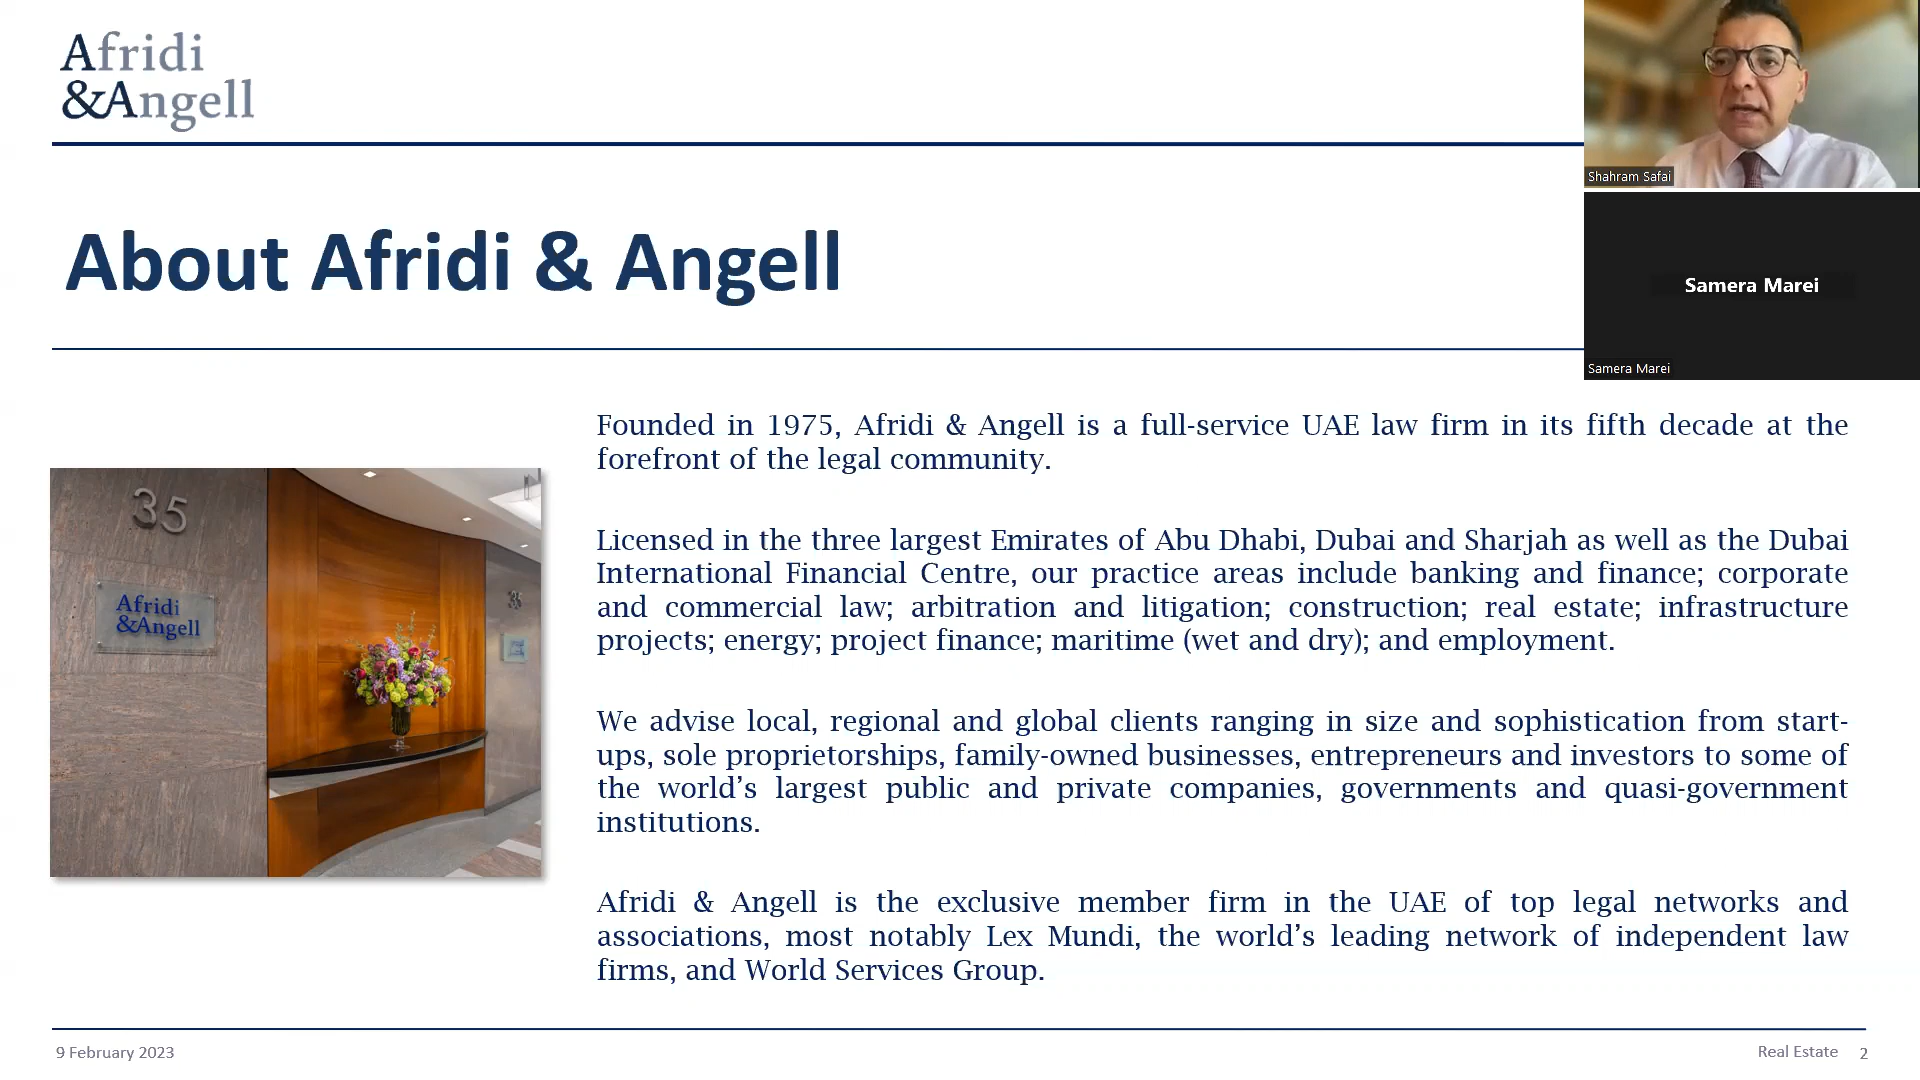 Afridi
&Angell
About Afridi & Angell
Shahram Safai
Samera Marei
Samera Marei
35
Afridi
&Angell
35
Founded in 1975, Afridi & Angell is a full-service UAE law firm in its fifth decade at the
forefront of the legal community.
Licensed in the three largest Emirates of Abu Dhabi, Dubai and Sharjah as well as the Dubai
International Financial Centre, our practice areas include banking and finance; corporate
and commercial law; arbitration and litigation; construction; real estate; infrastructure
projects; energy; project finance; maritime (wet and dry); and employment.
We advise local, regional and global clients ranging in size and sophistication from start-
ups, sole proprietorships, family-owned businesses, entrepreneurs and investors to some of
the world’s largest public and private companies, governments and quasi-government
institutions.
Afridi & Angell is the exclusive member firm in the UAE of top legal networks and
associations, most notably Lex Mundi, the world’s leading network of independent law
firms, and World Services Group.
9 February 2023
Real Estate 2